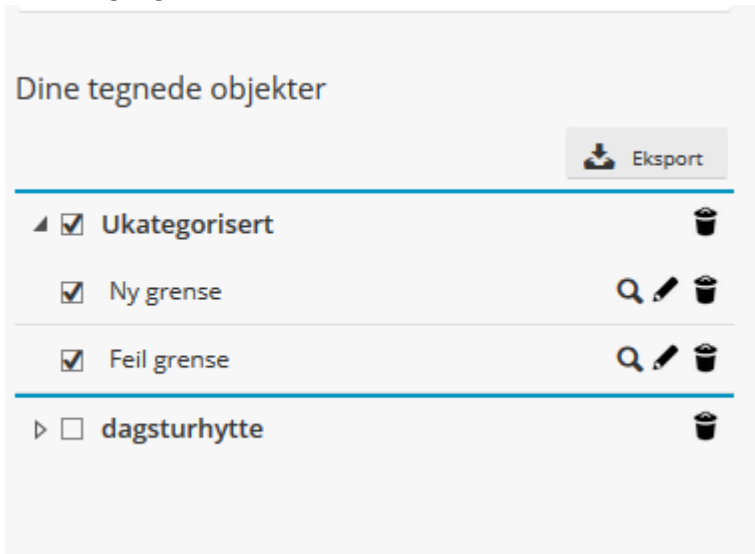 Dine tegnede objekter
Eksport
Ukategorisert
Ny grense
Feil grense
dagsturhytte